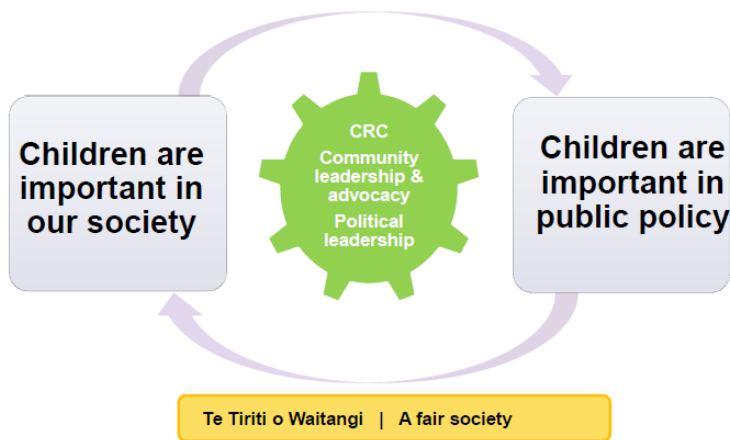 Children are
important in
our society
CRC
Community
leadership &
advocacy
Political
leadership
Children are
important in
public policy
Te Tiriti o Waitangi | A fair society